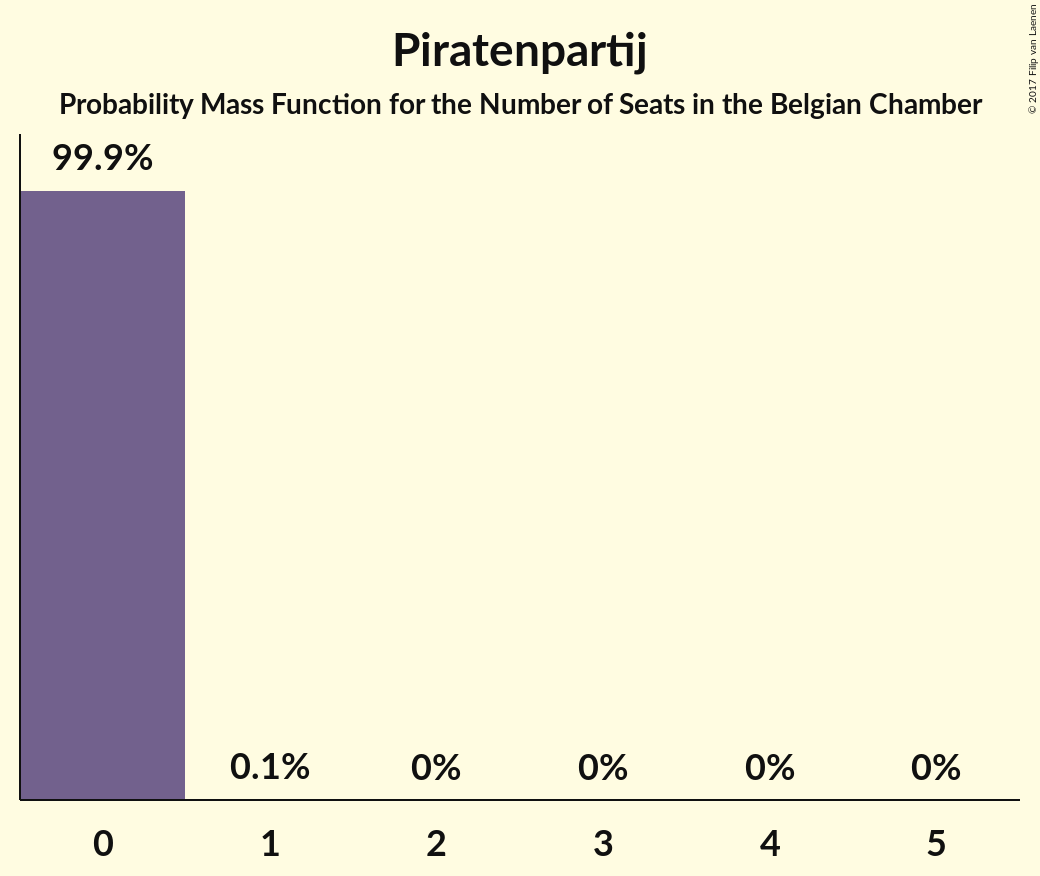 Piratenpartij
Probability Mass Function for the Number of Seats in the Belgian Chamber
© 2017 Filip van Laenen
99.9%
0.1% 0% 0% 0% 0%
0 1 2 3 4 5